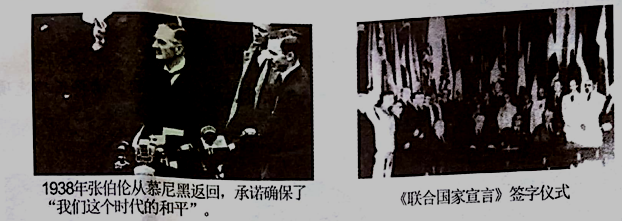 1938年张伯伦从慕尼黑返回，承诺确保了
“我们这个时代的和平”。
《联合国家宣言》签字仪式